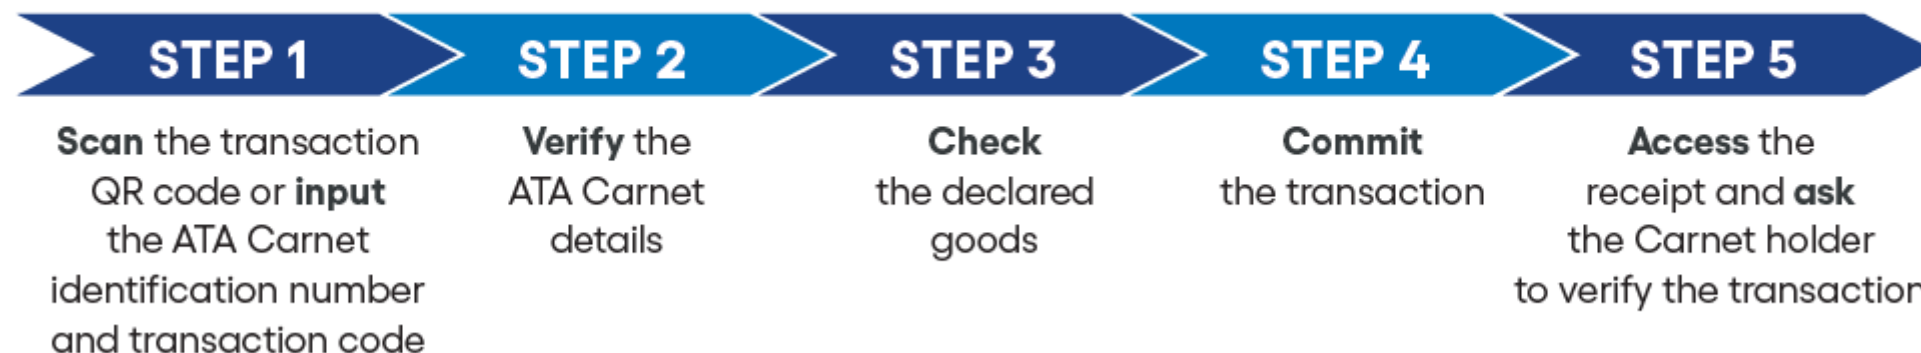 STEP 1
Scan the transaction
QR code or input
the ATA Carnet
identification number
and transaction code
STEP 2
Verify the
ATA Carnet
details
STEP 3
Check
the declared
goods
STEP 4
Commit
the transaction
STEP 5
Access the
receipt and ask
the Carnet holder
to verify the transaction